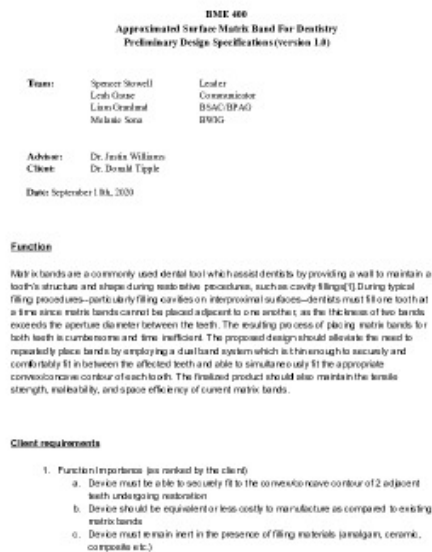 BME 400
Approximated Surface Matrix Band For Dentistry
Preliminary Design Specifications (version 1.0)
Team: Spencer Stowell Leader
Leah Communicator
Liam BSAC/BPAG
Melanie Sona BWIG
Advisor: Dr. Justin Williams
Client: Dr. Donald Tipple
Date: September 18th, 2020
Function
Matrix bands are a commonly used dental tool which assist dentists by providing a wall to maintain a
tooth's structure and shape during restorative procedures, such as cavity fillings[1].During typical
filling procedures--particularly filling cavities on interproximal surfaces--dentists must fill one tooth at
a time since matrix bands cannot be placed adjacent to one another, as the thickness of two bands
exceeds the aperture diameter between the teeth. The resulting process of placing matrix bands for
both teeth is cumbersome and time inefficient. The proposed design should alleviate the need to
repeatedly place bands by employing a dual band system which is thin enough to securely and
comfortably fit in between the affected teeth and able to simultaneously fit the appropriate
convex/concave contour of each tooth. The finalized product should also maintain the tensile
strength, malleability, and space efficiency of current matrix bands.
Client requirements
1. Function Importance (as ranked by the client)
a. Device must be able to securely fit to the convex/concave contour of 2 adjacent
teeth undergoing restoration
b. Device should be equivalent or less costly to manufacture as compared to existing
matrix bands
c. Device must remain inert in the presence of filling materials (amalgam, ceramic,
composite etc.)